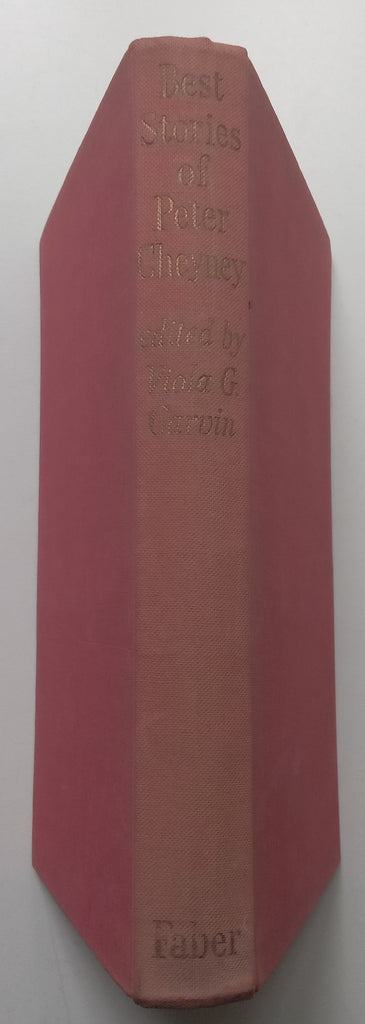 Best
Stories
of
Peter
Cheyney
edited by
Viola G.
Garvin
Faber